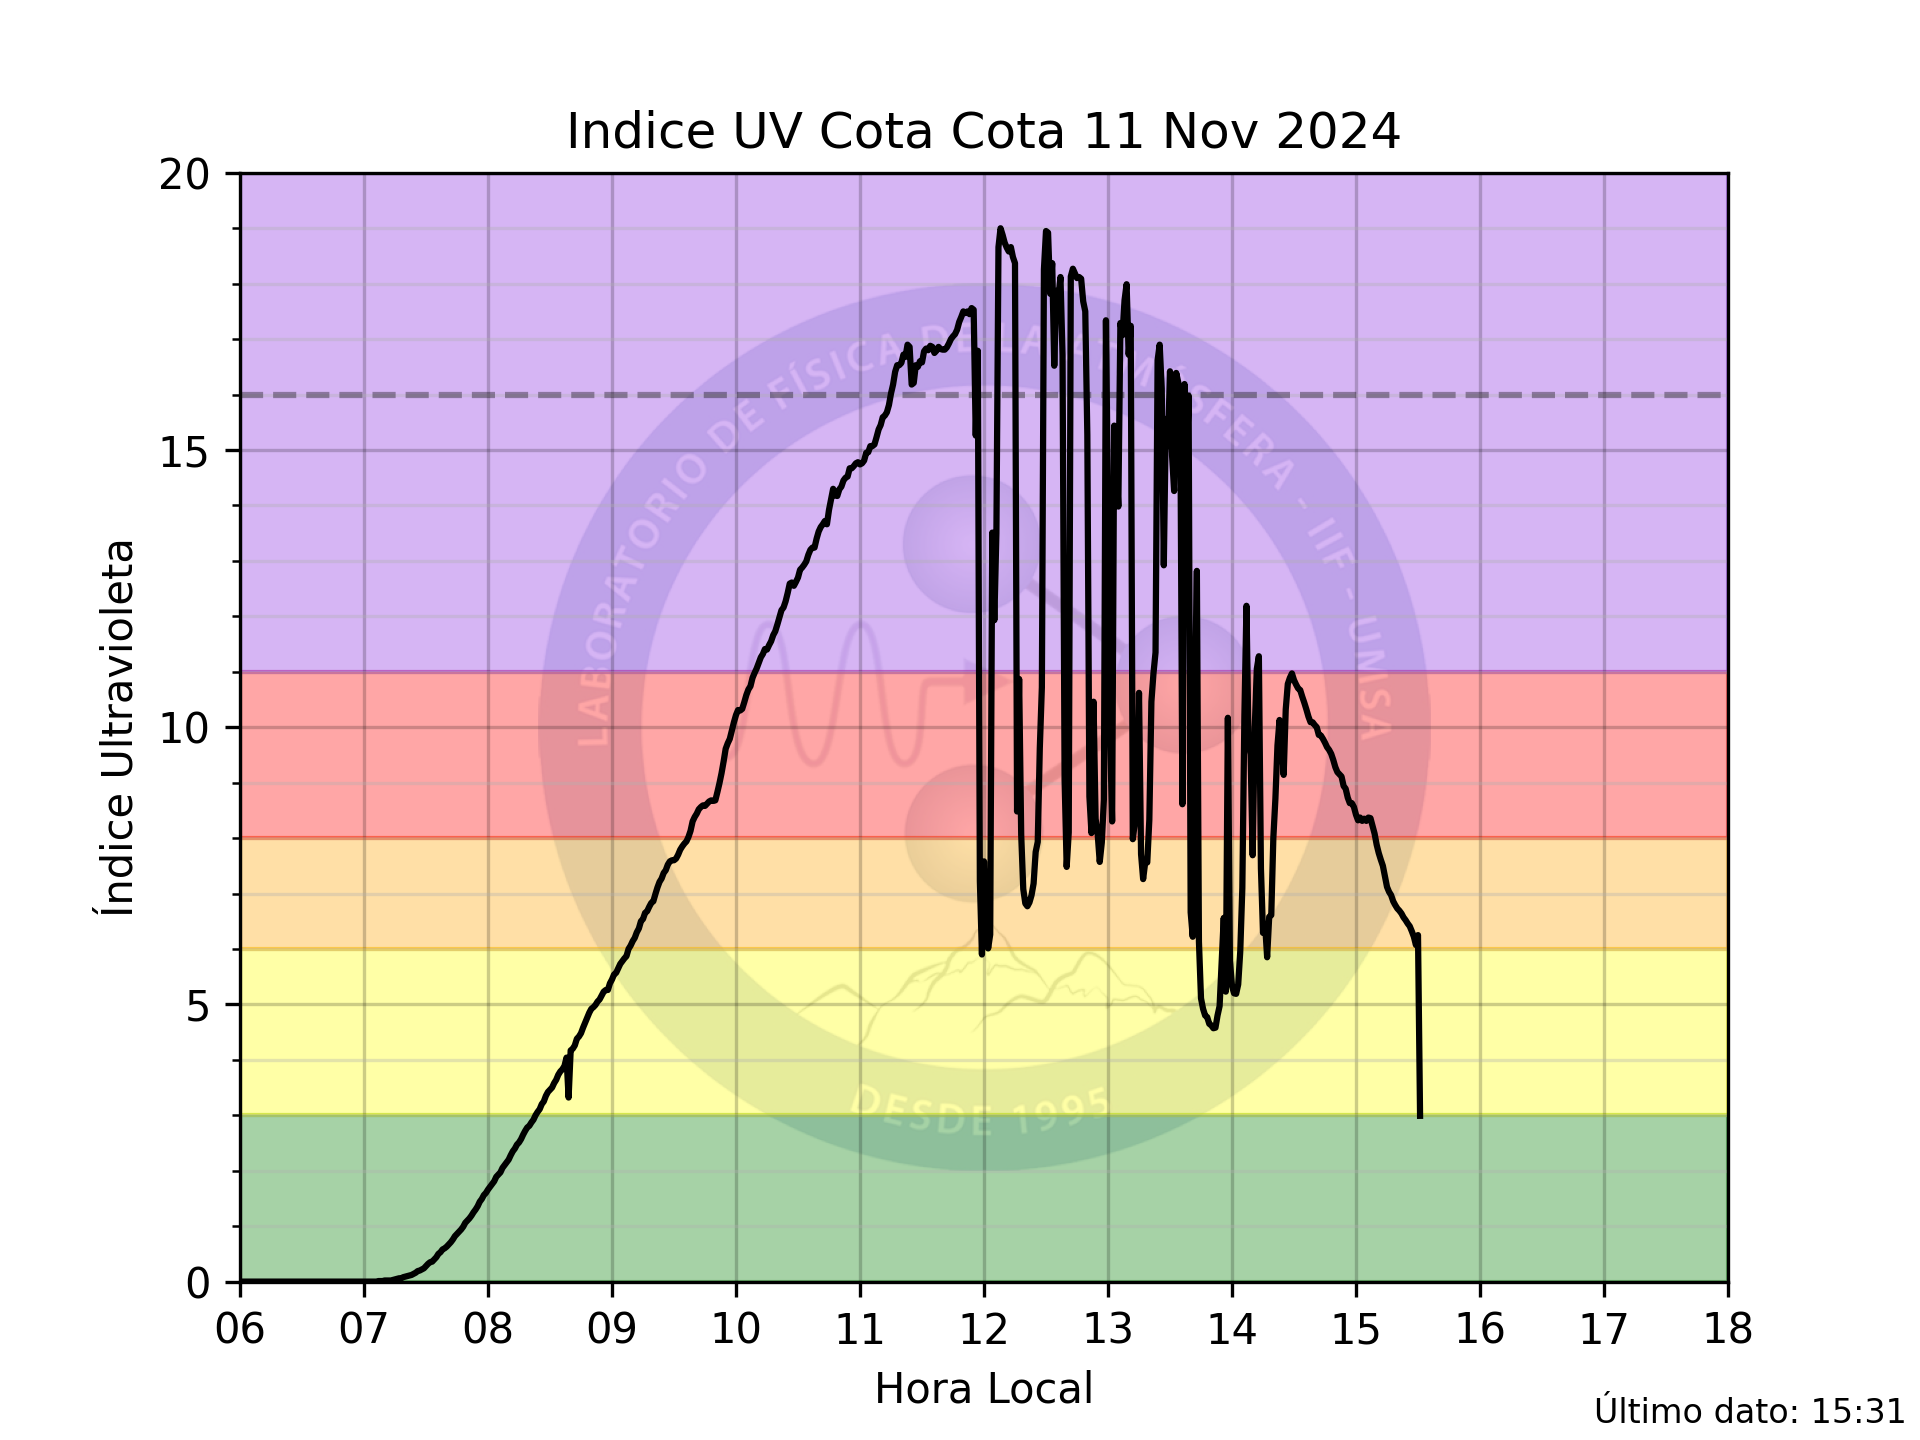 Indice UV Cota Cota 11 Nov 2024
20
15
10
5
0
Índice Ultravioleta
LABORATORIO DE FÍSICA DE LA ATMÓSFERA - IIF - UMSA
DESDE 1995
06 07 08 09 10 11 12 13 14 15 16 17 18
Hora Local
Último dato: 15:31